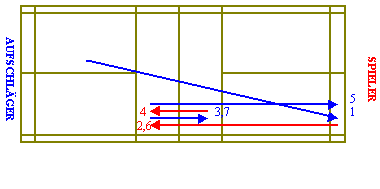 AUFSCHLÄGER
SPIELER
5
4
3,7
1
2,6